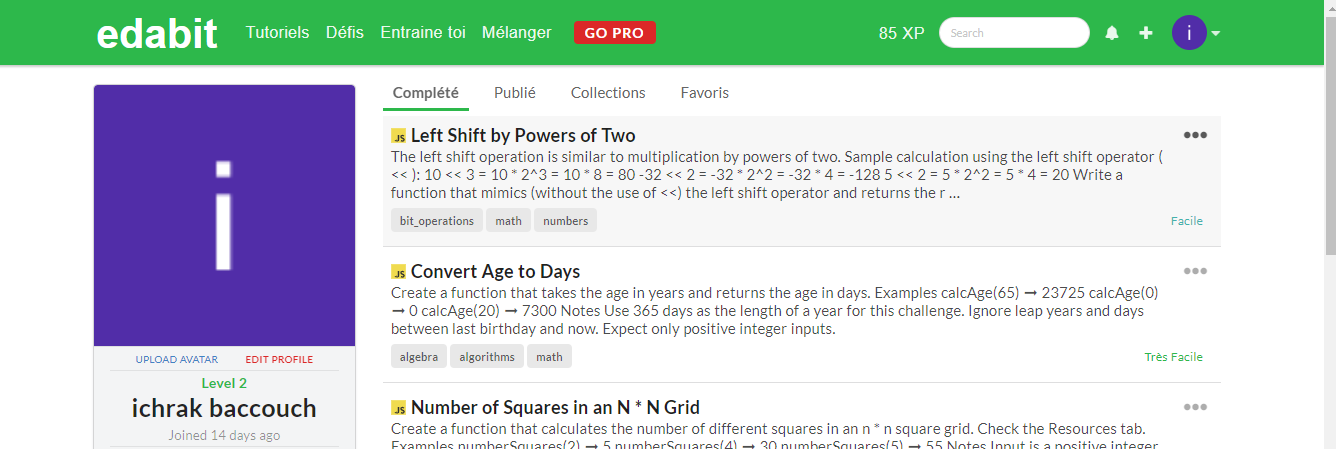 edabit Tutoriels Défis Entraine toi Mélanger GO PRO 85 XP Search i
i
UPLOAD AVATAR EDIT PROFILE
Level 2
ichrak baccouch
Joined 14 days ago
Complété Publié Collections Favoris
JS Left Shift by Powers of Two
The left shift operation is similar to multiplication by powers of two. Sample calculation using the left shift operator (
<< ): 10 << 3 = 10 * 2^3 = 10 * 8 = 80 -32 << 2 = -32 * 2^2 = -32 * 4 = -128 5 << 2 = 5 * 2^2 = 5 * 4 = 20 Write a
function that mimics (without the use of <<) the left shift operator and returns the r ...
bit_operations math numbers Facile
JS Convert Age to Days
Create a function that takes the age in years and returns the age in days. Examples calcAge(65) ➞ 23725 calcAge(0)
➞ 0 calcAge(20) ➞ 7300 Notes Use 365 days as the length of a year for this challenge. Ignore leap years and days
between last birthday and now. Expect only positive integer inputs.
algebra algorithms math Très Facile
JS Number of Squares in an N * N Grid
Create a function that calculates the number of different squares in an n * n square grid. Check the Resources tab.
Examples numberSquares(2) ➞ 5 numberSquares(4) ➞ 30 numberSquares(5) ➞ 55 Notes Input is a positive integer